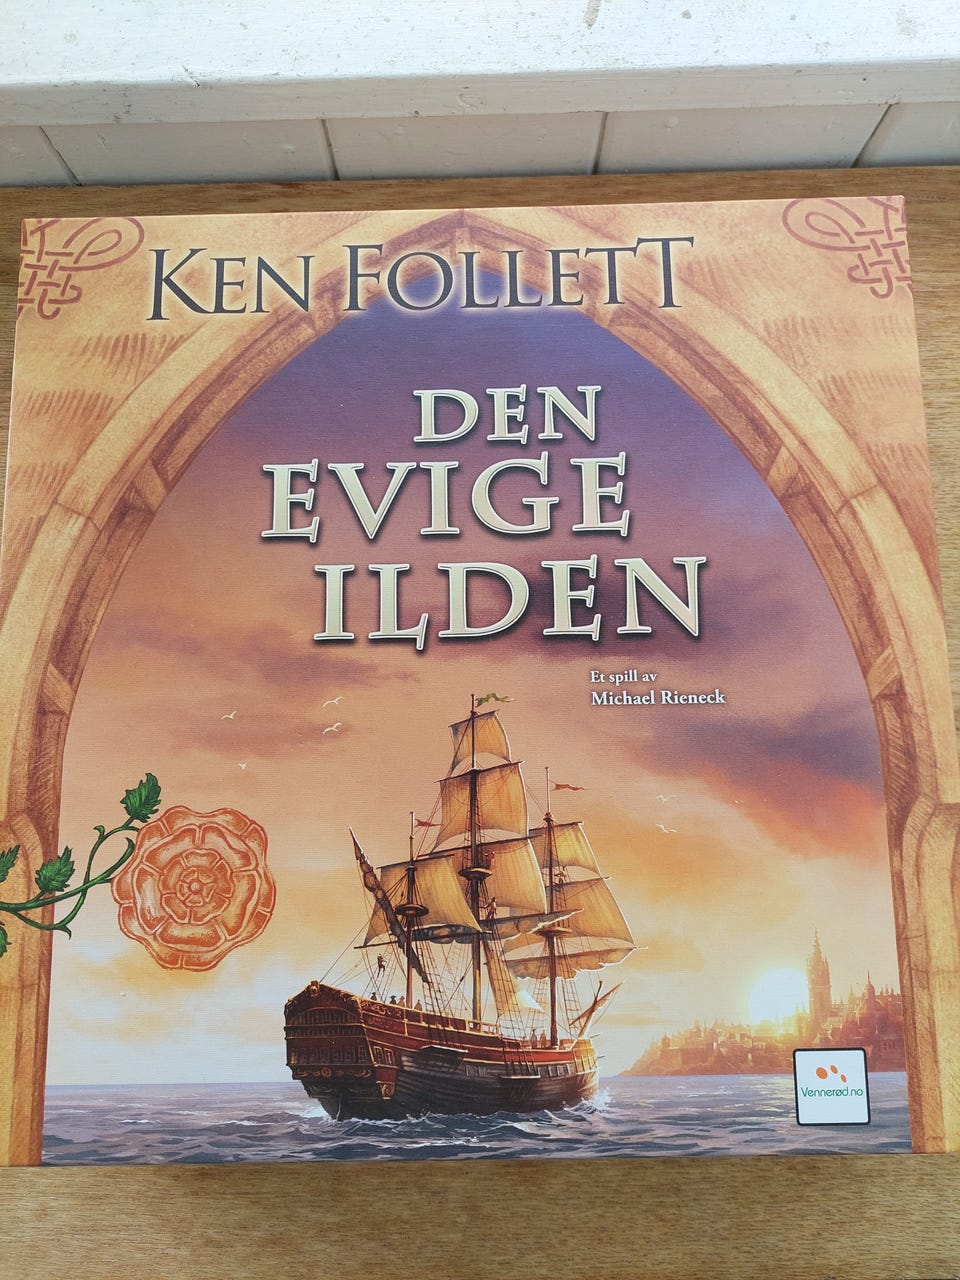 KEN FOLLETT
DEN
EVIGE
ILDEN
Et spill av
Michael Rieneck
Vennerød.no